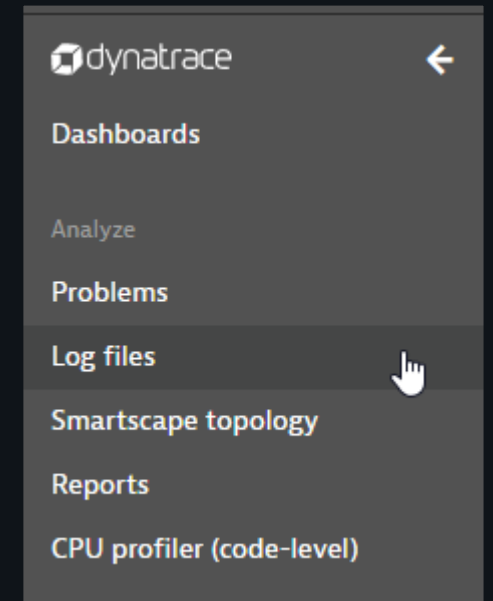 dynatrace
Dashboards
Analyze
Problems
Log files
Smartscape topology
Reports
CPU profiler (code-level)